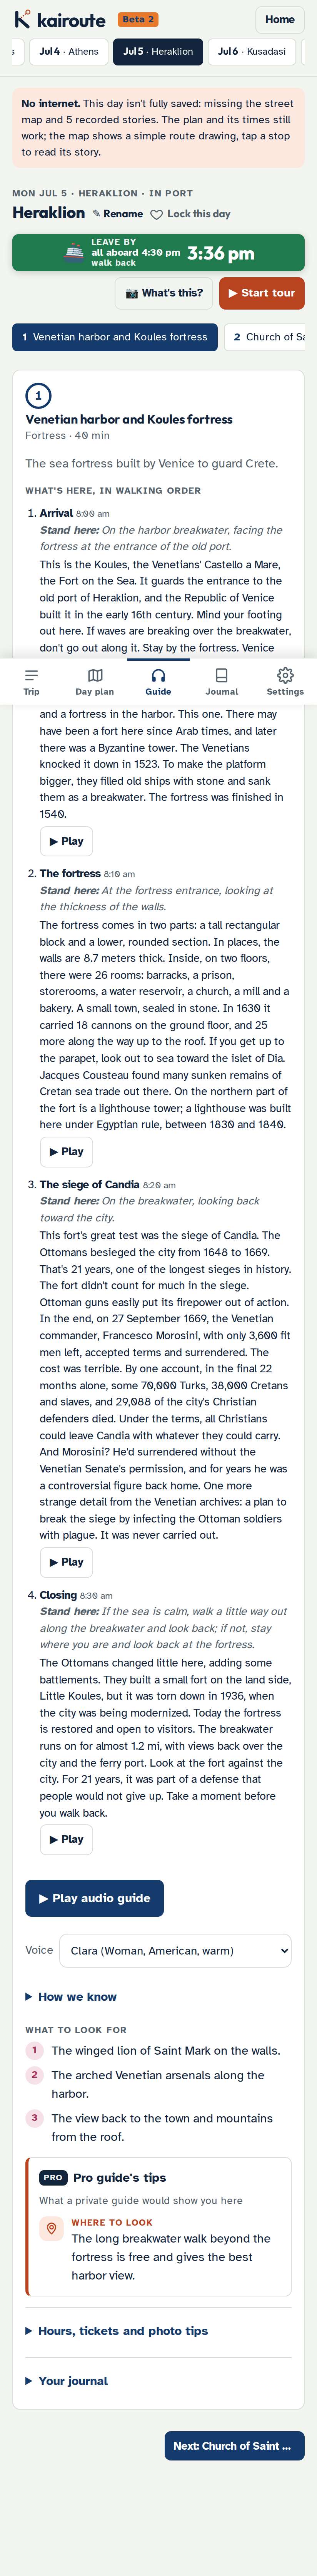 kairoute Beta 2 Home
s Jul 4 · Athens Jul 5 · Heraklion Jul 6 · Kusadasi
No internet. This day isn't fully saved: missing the street
map and 5 recorded stories. The plan and its times still
work; the map shows a simple route drawing, tap a stop
to read its story.
MON JUL 5 · HERAKLION · IN PORT
Heraklion ✎ Rename Lock this day
LEAVE BY
all aboard 4:30 pm 3:36 pm
walk back
What's this? ▶ Start tour
1 Venetian harbor and Koules fortress 2 Church of Sa
1
Venetian harbor and Koules fortress
Fortress · 40 min
The sea fortress built by Venice to guard Crete.
WHAT'S HERE, IN WALKING ORDER
1. Arrival 8:00 am
Stand here: On the harbor breakwater, facing the
fortress at the entrance of the old port.
This is the Koules, the Venetians' Castello a Mare,
the Fort on the Sea. It guards the entrance to the
old port of Heraklion, and the Republic of Venice
built it in the early 16th century. Mind your footing
out here. If waves are breaking over the breakwater,
don't go out along it. Stay by the fortress. Venice
Trip Day plan Guide Journal Settings
and a fortress in the harbor. This one. There may
have been a fort here since Arab times, and later
there was a Byzantine tower. The Venetians
knocked it down in 1523. To make the platform
bigger, they filled old ships with stone and sank
them as a breakwater. The fortress was finished in
1540.
▶ Play
2. The fortress 8:10 am
Stand here: At the fortress entrance, looking at
the thickness of the walls.
The fortress comes in two parts: a tall rectangular
block and a lower, rounded section. In places, the
walls are 8.7 meters thick. Inside, on two floors,
there were 26 rooms: barracks, a prison,
storerooms, a water reservoir, a church, a mill and a
bakery. A small town, sealed in stone. In 1630 it
carried 18 cannons on the ground floor, and 25
more along the way up to the roof. If you get up to
the parapet, look out to sea toward the islet of Dia.
Jacques Cousteau found many sunken remains of
Cretan sea trade out there. On the northern part of
the fort is a lighthouse tower; a lighthouse was built
here under Egyptian rule, between 1830 and 1840.
▶ Play
3. The siege of Candia 8:20 am
Stand here: On the breakwater, looking back
toward the city.
This fort's great test was the siege of Candia. The
Ottomans besieged the city from 1648 to 1669.
That's 21 years, one of the longest sieges in history.
The fort didn't count for much in the siege.
Ottoman guns easily put its firepower out of action.
In the end, on 27 September 1669, the Venetian
commander, Francesco Morosini, with only 3,600 fit
men left, accepted terms and surrendered. The
cost was terrible. By one account, in the final 22
months alone, some 70,000 Turks, 38,000 Cretans
and slaves, and 29,088 of the city's Christian
defenders died. Under the terms, all Christians
could leave Candia with whatever they could carry.
And Morosini? He'd surrendered without the
Venetian Senate's permission, and for years he was
a controversial figure back home. One more
strange detail from the Venetian archives: a plan to
break the siege by infecting the Ottoman soldiers
with plague. It was never carried out.
▶ Play
4. Closing 8:30 am
Stand here: If the sea is calm, walk a little way out
along the breakwater and look back; if not, stay
where you are and look back at the fortress.
The Ottomans changed little here, adding some
battlements. They built a small fort on the land side,
Little Koules, but it was torn down in 1936, when
the city was being modernized. Today the fortress
is restored and open to visitors. The breakwater
runs on for almost 1.2 mi, with views back over the
city and the ferry port. Look at the fort against the
city. For 21 years, it was part of a defense that
people would not give up. Take a moment before
you walk back.
▶ Play
▶ Play audio guide
Voice Clara (Woman, American, warm)
▶ How we know
WHAT TO LOOK FOR
1 The winged lion of Saint Mark on the walls.
2 The arched Venetian arsenals along the
harbor.
3 The view back to the town and mountains
from the roof.
PRO Pro guide's tips
What a private guide would show you here
WHERE TO LOOK
The long breakwater walk beyond the
fortress is free and gives the best
harbor view.
▶ Hours, tickets and photo tips
▶ Your journal
Next: Church of Saint ...